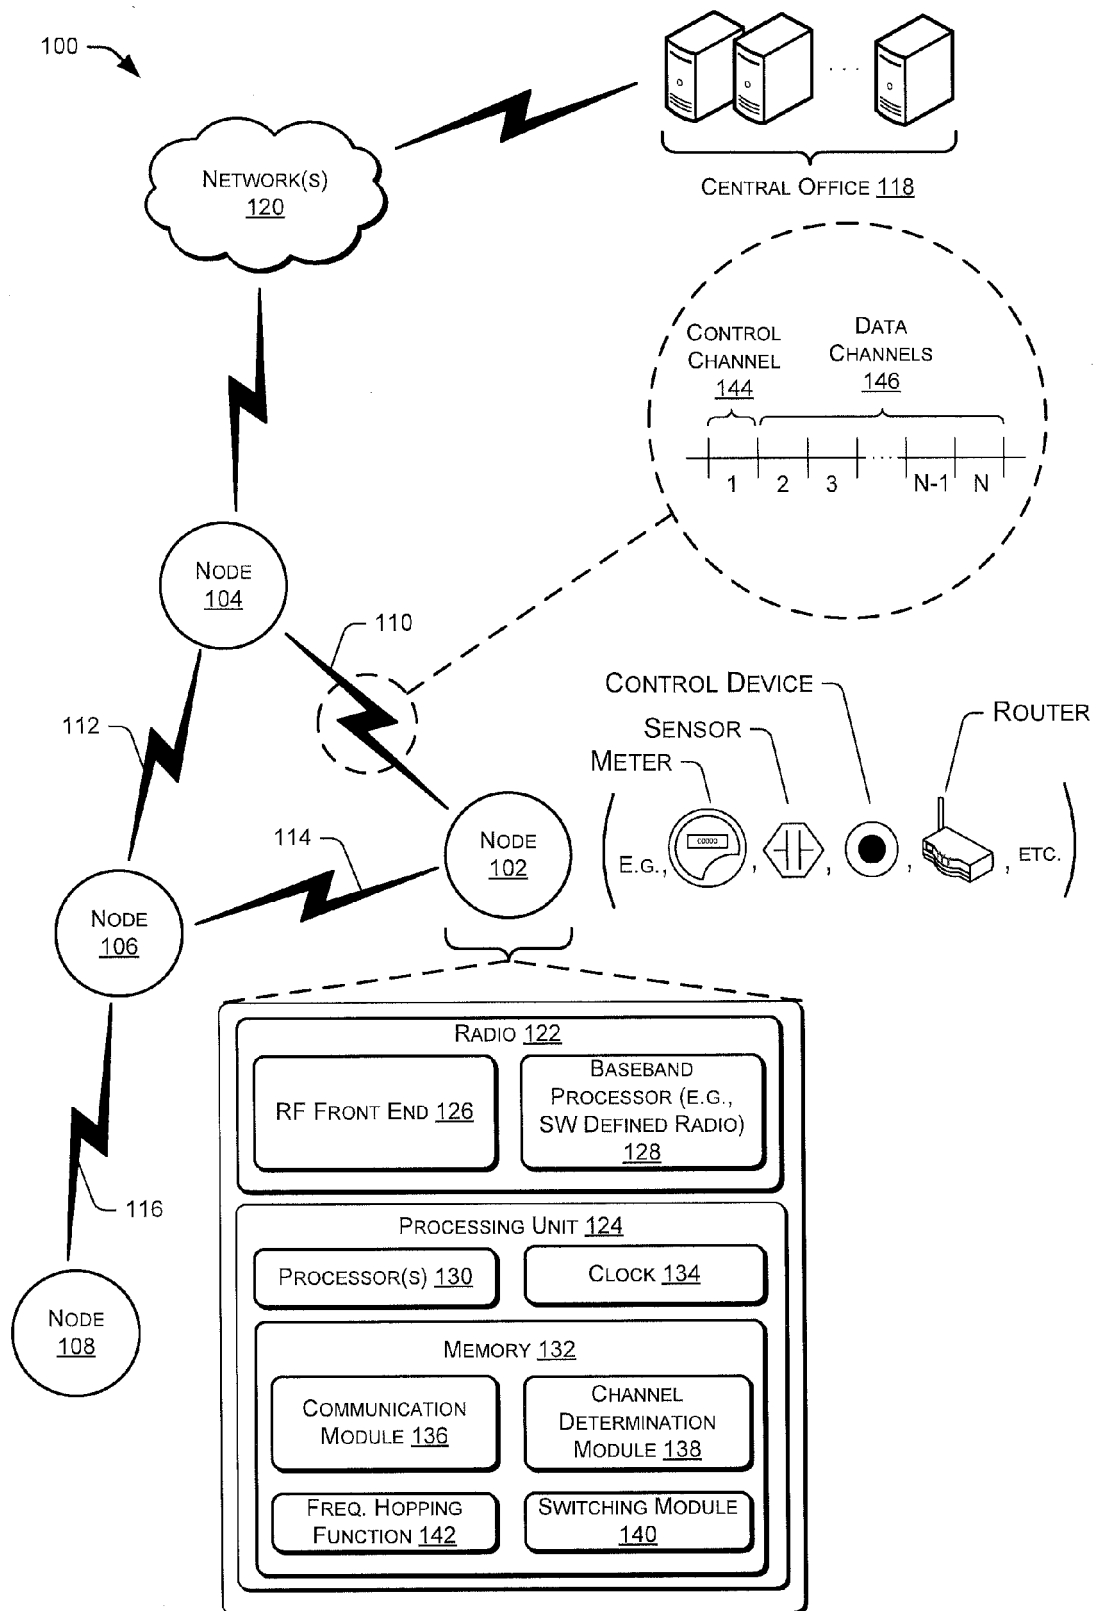 100
NETWORK(S)
120
. . . .
CENTRAL OFFICE 118
CONTROL
CHANNEL
144
DATA
CHANNELS
146
1 2 3 . . . . N-1 N
NODE
104
110
112
CONTROL DEVICE
SENSOR
METER
ROUTER
114
NODE
102
( E.G., 00000 , , , , ETC. )
NODE
106
RADIO 122
RF FRONT END 126
BASEBAND
PROCESSOR (E.G.,
SW DEFINED RADIO)
128
116
PROCESSING UNIT 124
PROCESSOR(S) 130
CLOCK 134
NODE
108
MEMORY 132
COMMUNICATION
MODULE 136
CHANNEL
DETERMINATION
MODULE 138
FREQ. HOPPING
FUNCTION 142
SWITCHING MODULE
140